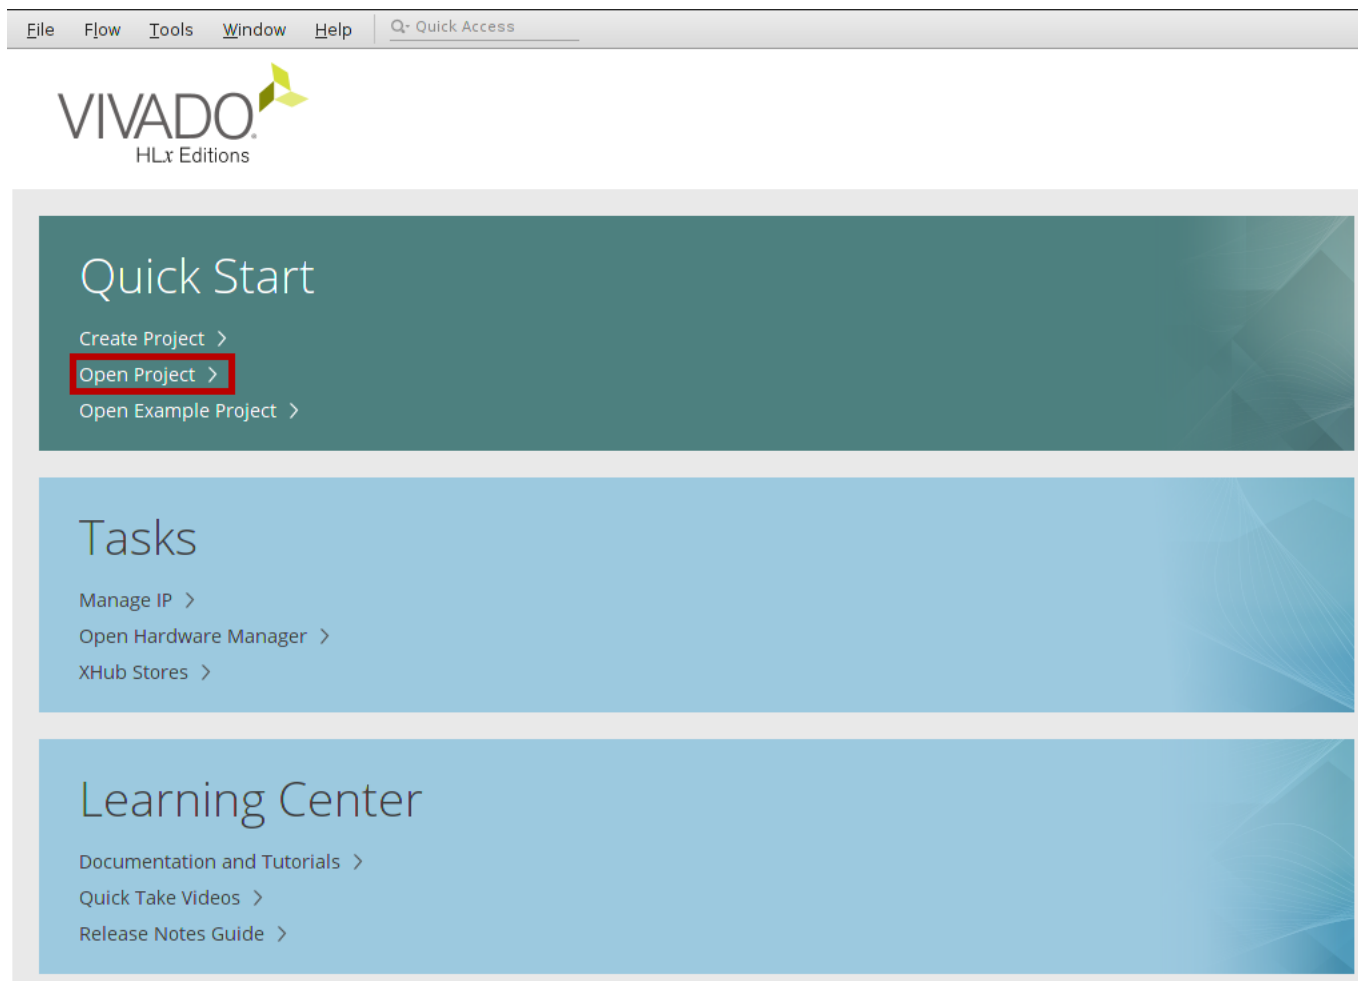 File Flow Tools Window Help Q- Quick Access
VIVADO.
HLx Editions
Quick Start
Create Project >
Open Project >
Open Example Project >
Tasks
Manage IP >
Open Hardware Manager >
XHub Stores >
Learning Center
Documentation and Tutorials >
Quick Take Videos >
Release Notes Guide >